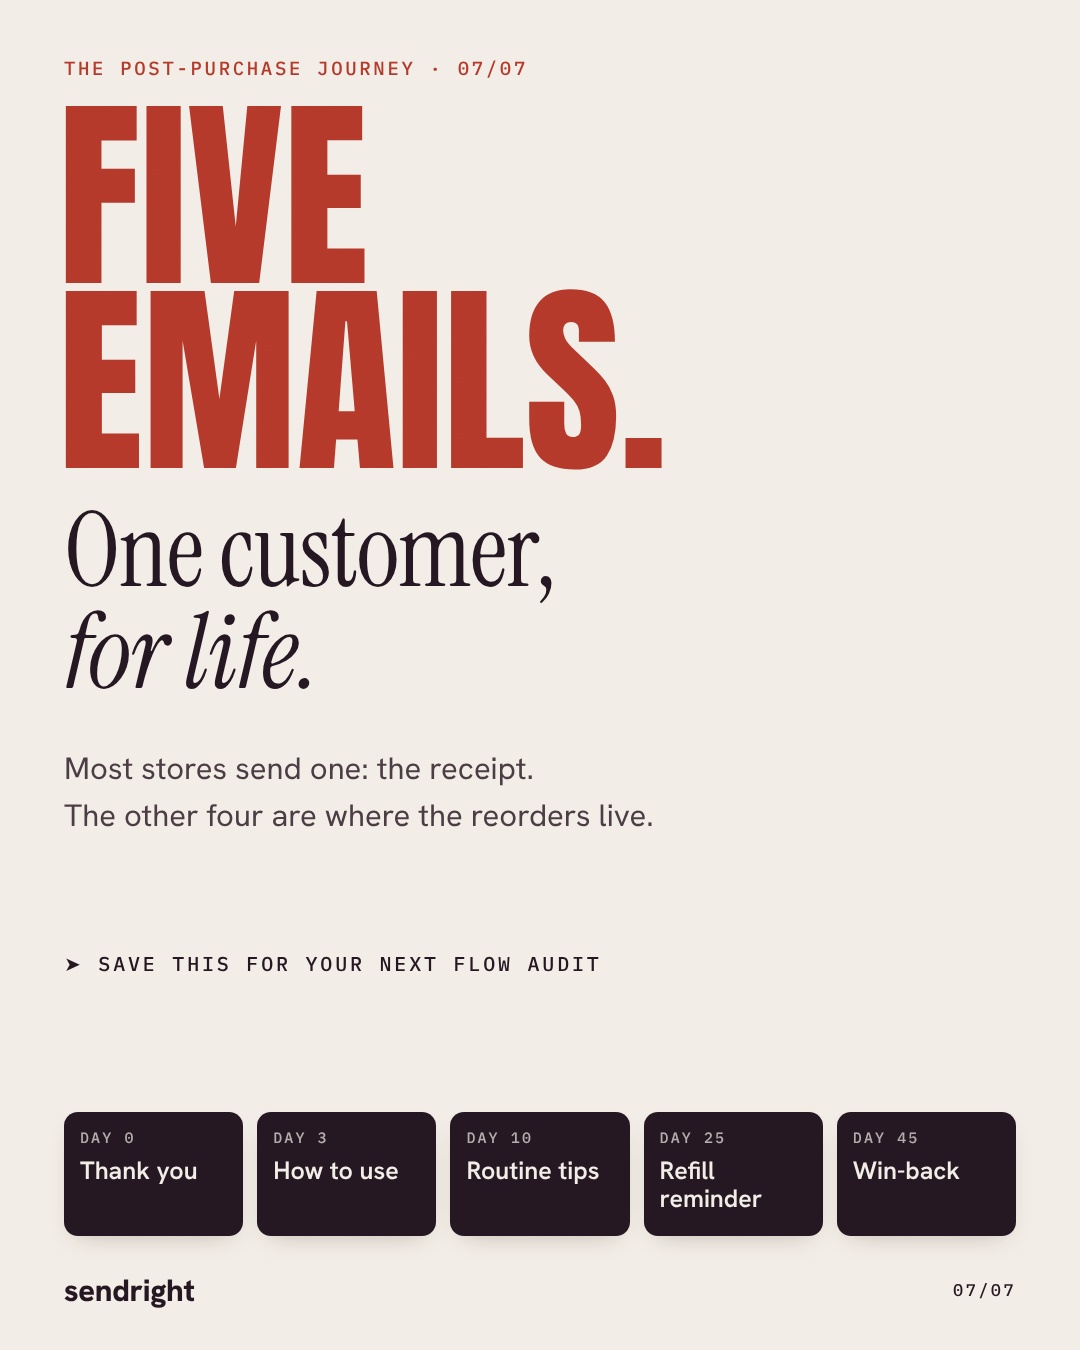 THE POST-PURCHASE JOURNEY · 07/07
FIVE
EMAILS.
One customer,
for life.
Most stores send one: the receipt.
The other four are where the reorders live.
➤ SAVE THIS FOR YOUR NEXT FLOW AUDIT
DAY 0
Thank you
DAY 3
How to use
DAY 10
Routine tips
DAY 25
Refill
reminder
DAY 45
Win-back
sendright
07/07